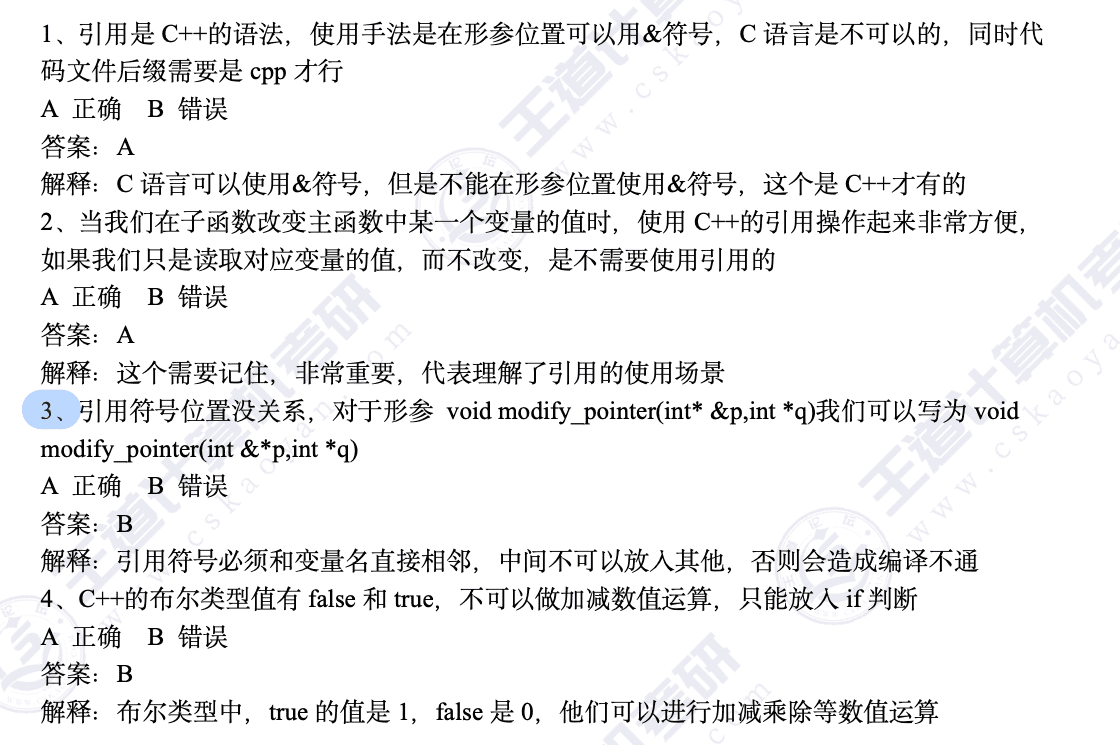 1、引用是 C++的语法，使用手法是在形参位置可以用&符号，C 语言是不可以的，同时代
码文件后缀需要是 cpp 才行
A 正确 B 错误
答案：A
解释：C 语言可以使用&符号，但是不能在形参位置使用&符号，这个是 C++才有的
2、当我们在子函数改变主函数中某一个变量的值时，使用 C++的引用操作起来非常方便，
如果我们只是读取对应变量的值，而不改变，是不需要使用引用的
A 正确 B 错误
答案：A
解释：这个需要记住，非常重要，代表理解了引用的使用场景
3、引用符号位置没关系，对于形参 void modify_pointer(int* &p,int *q)我们可以写为 void
modify_pointer(int &*p,int *q)
A 正确 B 错误
答案：B
解释：引用符号必须和变量名直接相邻，中间不可以放入其他，否则会造成编译不通
4、C++的布尔类型值有 false 和 true，不可以做加减数值运算，只能放入 if 判断
A 正确 B 错误
答案：B
解释：布尔类型中，true 的值是 1，false 是 0，他们可以进行加减乘除等数值运算